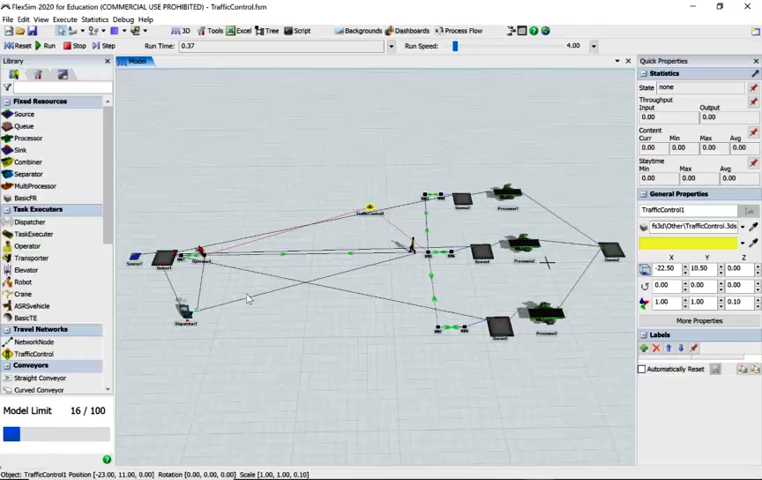 FlexSim 2020 for Education (COMMERCIAL USE PROHIBITED) - TrafficControl.fsm
File Edit View Execute Statistics Debug Help
3D Tools Excel Tree Script Backgrounds Dashboards Process Flow
Reset Run Stop Step Run Time: 0.37 Run Speed: 4.00
Library
Model
Quick Properties
Fixed Resources
Source
Queue
Processor
Sink
Combiner
Separator
MultiProcessor
BasicFR
Task Executers
Dispatcher
TaskExecuter
Operator
Transporter
Elevator
Robot
Crane
ASRSvehicle
BasicTE
Travel Networks
NetworkNode
TrafficControl
Conveyors
Straight Conveyor
Curved Conveyor
Model Limit 16 / 100
Source1
Dispatcher1
TrafficControl1
Statistics
State none
Throughput
Input Output
0.00 0.00
Content
Curr Min Max Avg
0.00 0.00 0.00 0.00
Staytime
Min Max Avg
0.00 0.00 0.00
General Properties
TrafficControl1
fs3d\Other\TrafficControl.3ds
X Y Z
-22.50 10.50 0.00
0.00 0.00 0.00
1.00 1.00 0.10
More Properties
Labels
Automatically Reset
Object: TrafficControl1 Position [-23.00, 11.00, 0.00] Rotation [0.00, 0.00, 0.00] Scale [1.00, 1.00, 0.10]